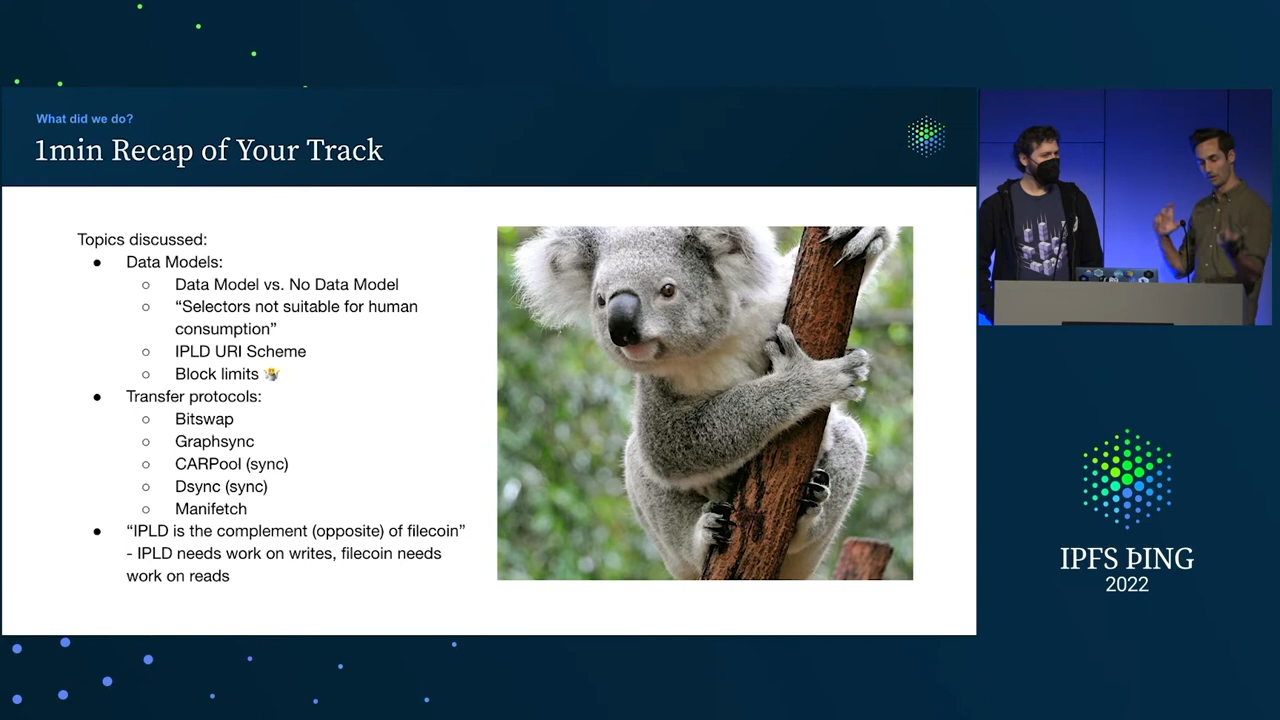 What did we do?
1min Recap of Your Track
Topics discussed:
● Data Models:
○ Data Model vs. No Data Model
○ “Selectors not suitable for human
consumption”
○ IPLD URI Scheme
○ Block limits 🤷
● Transfer protocols:
○ Bitswap
○ Graphsync
○ CARPool (sync)
○ Dsync (sync)
○ Manifetch
● “IPLD is the complement (opposite) of filecoin”
- IPLD needs work on writes, filecoin needs
work on reads
IPFS ÞING
2022